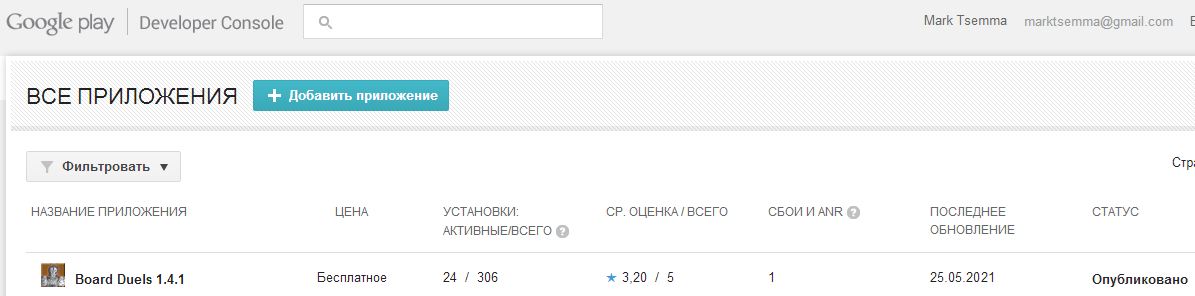 Google play Developer Console Mark Tsemma marktsemma@gmail.com
ВСЕ ПРИЛОЖЕНИЯ + Добавить приложение
Фильтровать
Стра
НАЗВАНИЕ ПРИЛОЖЕНИЯ ЦЕНА УСТАНОВКИ: АКТИВНЫЕ/ВСЕГО ? СР. ОЦЕНКА / ВСЕГО СБОИ И ANR ? ПОСЛЕДНЕЕ ОБНОВЛЕНИЕ СТАТУС
Board Duels 1.4.1 Бесплатное 24 / 306 ★ 3,20 / 5 1 25.05.2021 Опубликовано